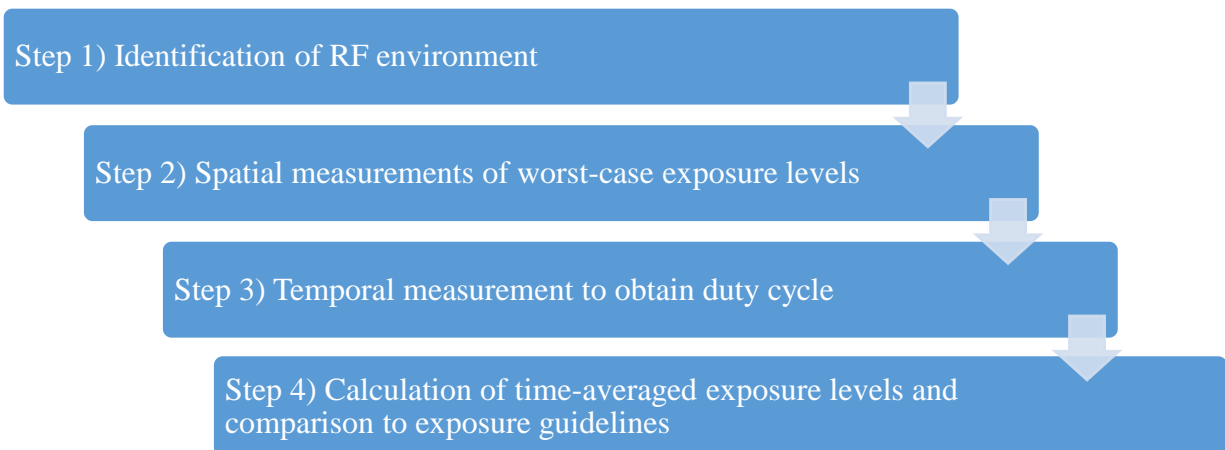 Step 1) Identification of RF environment
Step 2) Spatial measurements of worst-case exposure levels
Step 3) Temporal measurement to obtain duty cycle
Step 4) Calculation of time-averaged exposure levels and
comparison to exposure guidelines